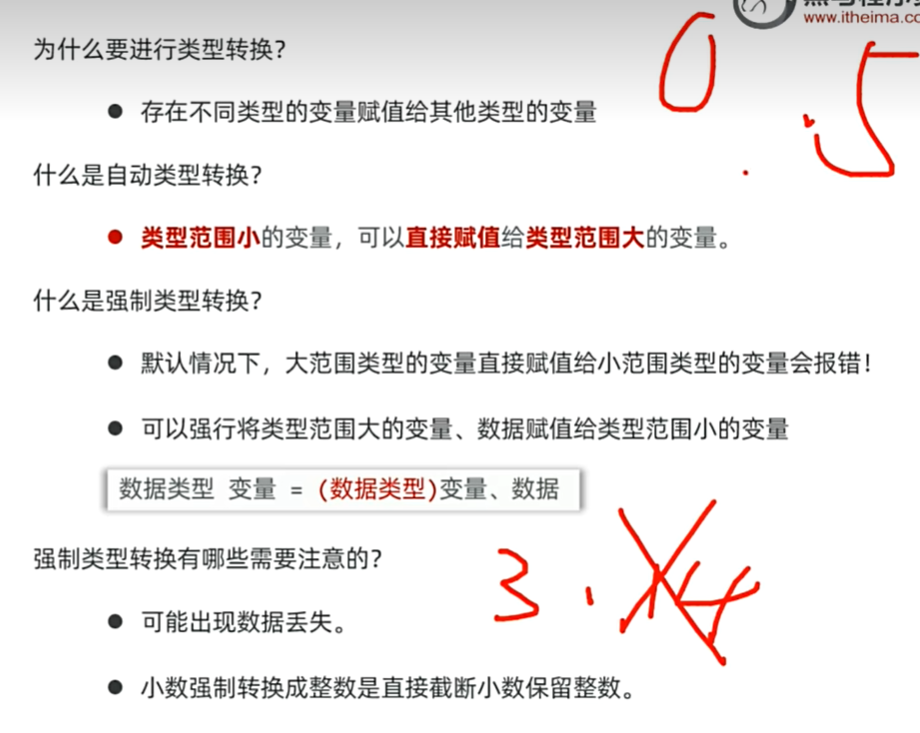 www.itheima.co
为什么要进行类型转换?
● 存在不同类型的变量赋值给其他类型的变量
什么是自动类型转换?
● 类型范围小的变量，可以直接赋值给类型范围大的变量。
什么是强制类型转换?
● 默认情况下，大范围类型的变量直接赋值给小范围类型的变量会报错！
● 可以强行将类型范围大的变量、数据赋值给类型范围小的变量
数据类型 变量 = (数据类型)变量、数据
强制类型转换有哪些需要注意的?
● 可能出现数据丢失。
● 小数强制转换成整数是直接截断小数保留整数。
0.5
3.